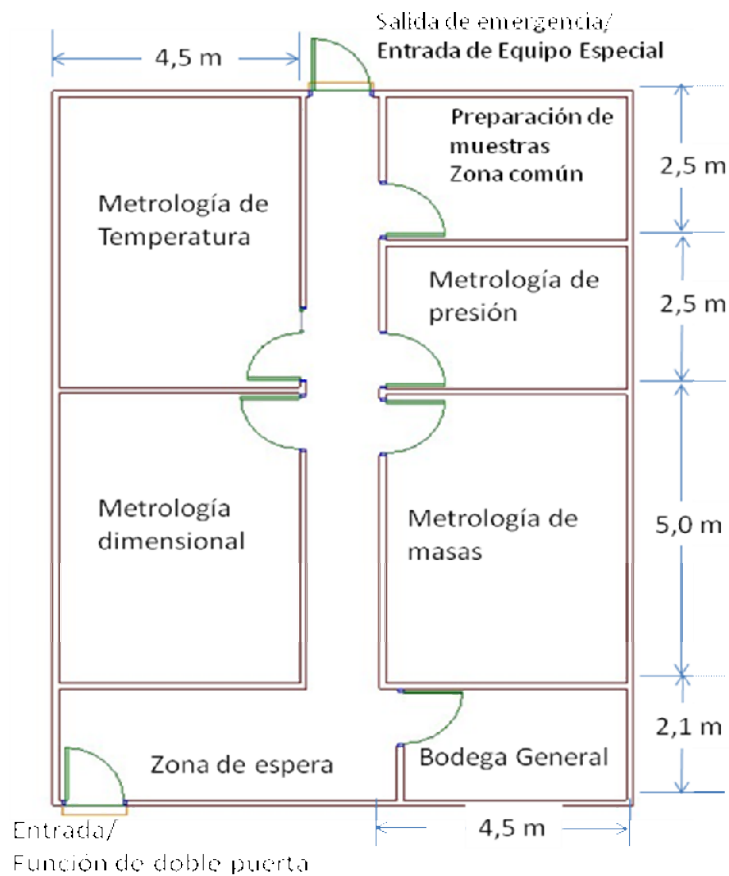 Salida de emergencia/
Entrada de Equipo Especial
4,5 m
Preparación de
muestras
Zona común
2,5 m
Metrología de
Temperatura
Metrología de
presión
2,5 m
Metrología
dimensional
Metrología de
masas
5,0 m
2,1 m
Zona de espera
Bodega General
4,5 m
Entrada/
Función de doble puerta